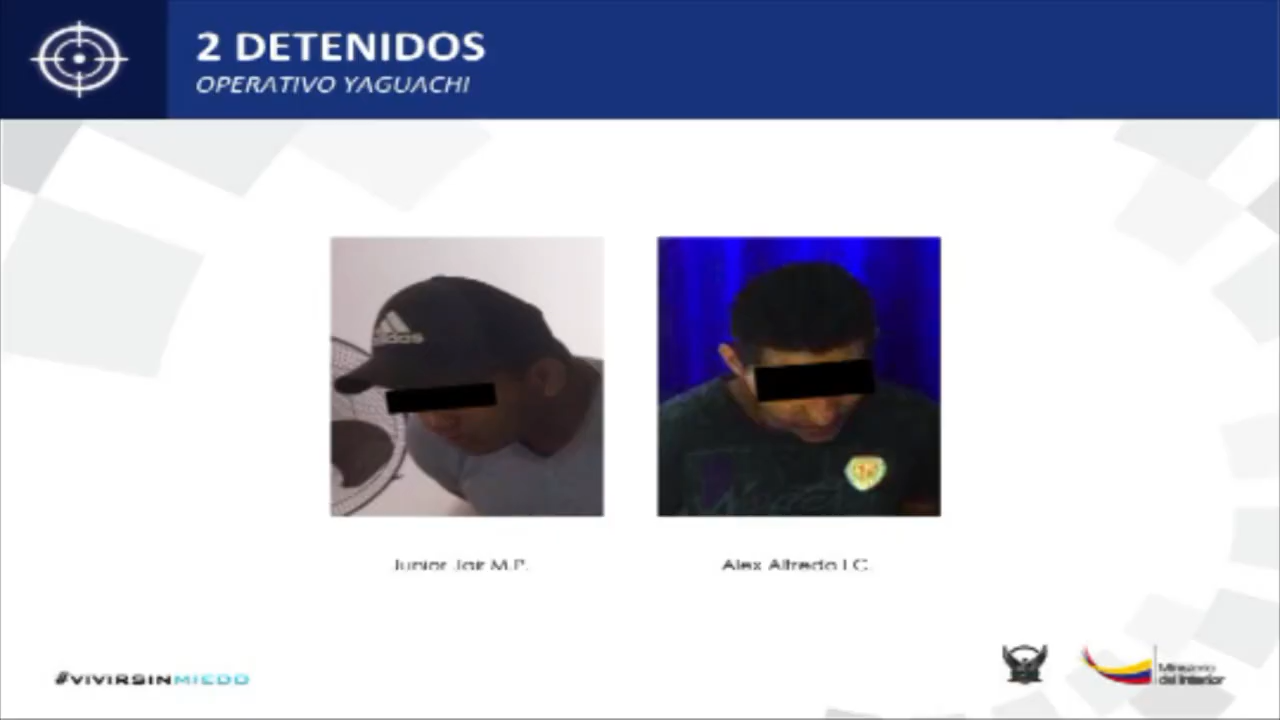 2 DETENIDOS
OPERATIVO YAGUACHI
adidas
Junior Jair M.P.
Alex Alfredo I.C.
#VIVIRSINMIEDO
Ministerio
del Interior